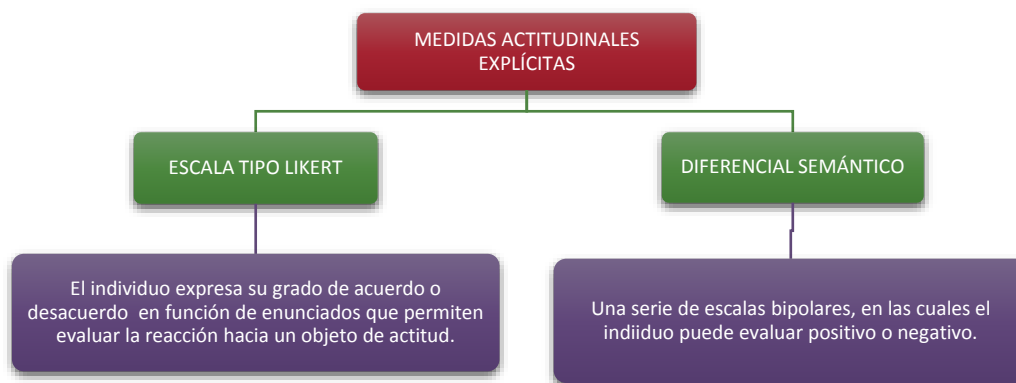 MEDIDAS ACTITUDINALES
EXPLÍCITAS
ESCALA TIPO LIKERT
DIFERENCIAL SEMÁNTICO
El individuo expresa su grado de acuerdo o
desacuerdo en función de enunciados que permiten
evaluar la reacción hacia un objeto de actitud.
Una serie de escalas bipolares, en las cuales el
indiiduo puede evaluar positivo o negativo.